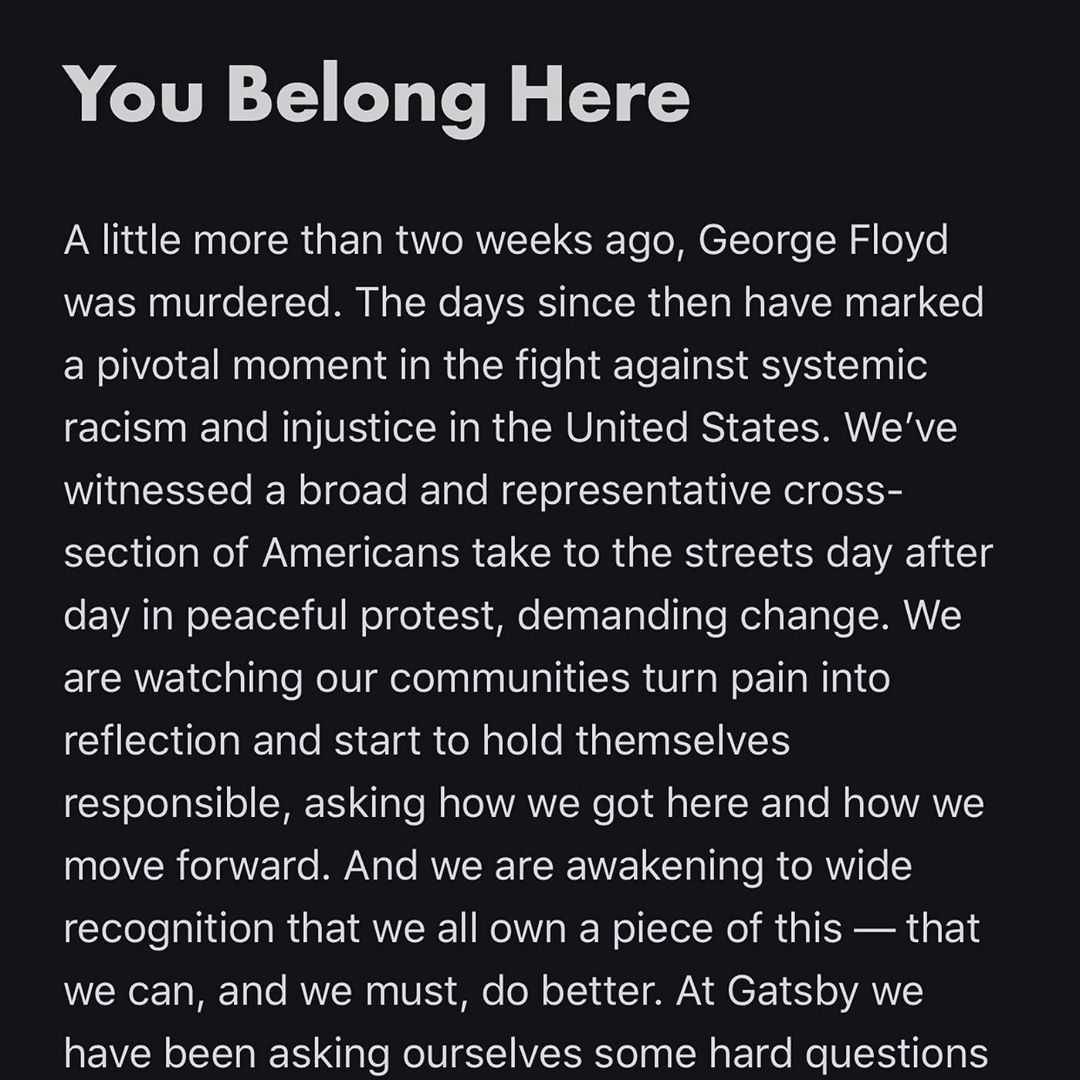 You Belong Here
A little more than two weeks ago, George Floyd
was murdered. The days since then have marked
a pivotal moment in the fight against systemic
racism and injustice in the United States. We’ve
witnessed a broad and representative cross-
section of Americans take to the streets day after
day in peaceful protest, demanding change. We
are watching our communities turn pain into
reflection and start to hold themselves
responsible, asking how we got here and how we
move forward. And we are awakening to wide
recognition that we all own a piece of this — that
we can, and we must, do better. At Gatsby we
have been asking ourselves some hard questions